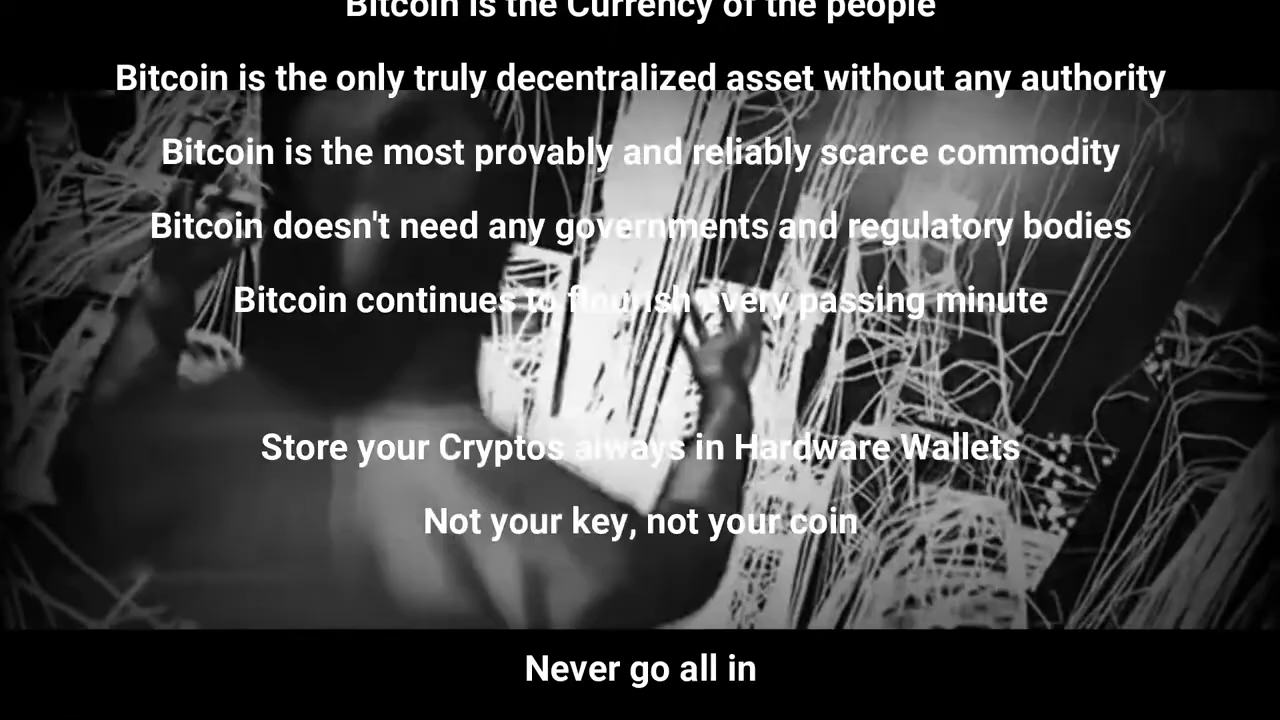 Bitcoin is the Currency of the people
Bitcoin is the only truly decentralized asset without any authority
Bitcoin is the most provably and reliably scarce commodity
Bitcoin doesn't need any governments and regulatory bodies
Bitcoin continues to flourish every passing minute
Store your Cryptos always in Hardware Wallets
Not your key, not your coin
Never go all in